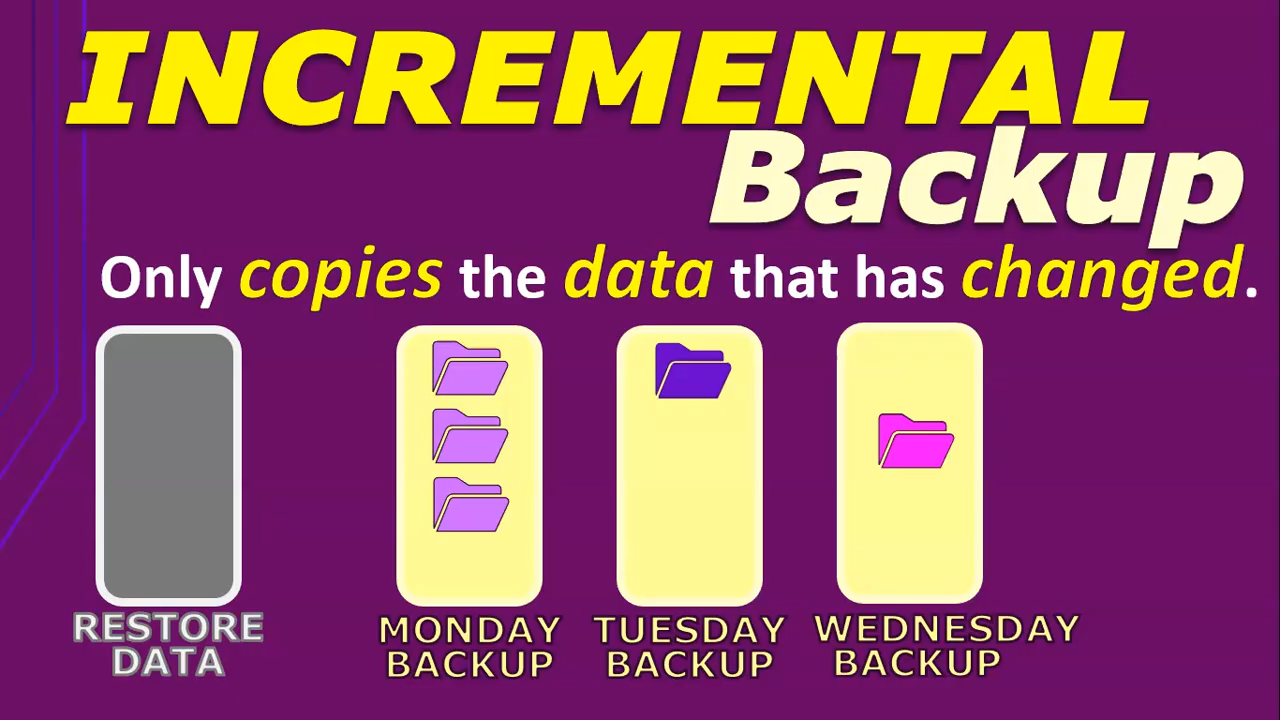 INCREMENTAL
Backup
Only copies the data that has changed.
RESTORE
DATA
MONDAY
BACKUP
TUESDAY
BACKUP
WEDNESDAY
BACKUP